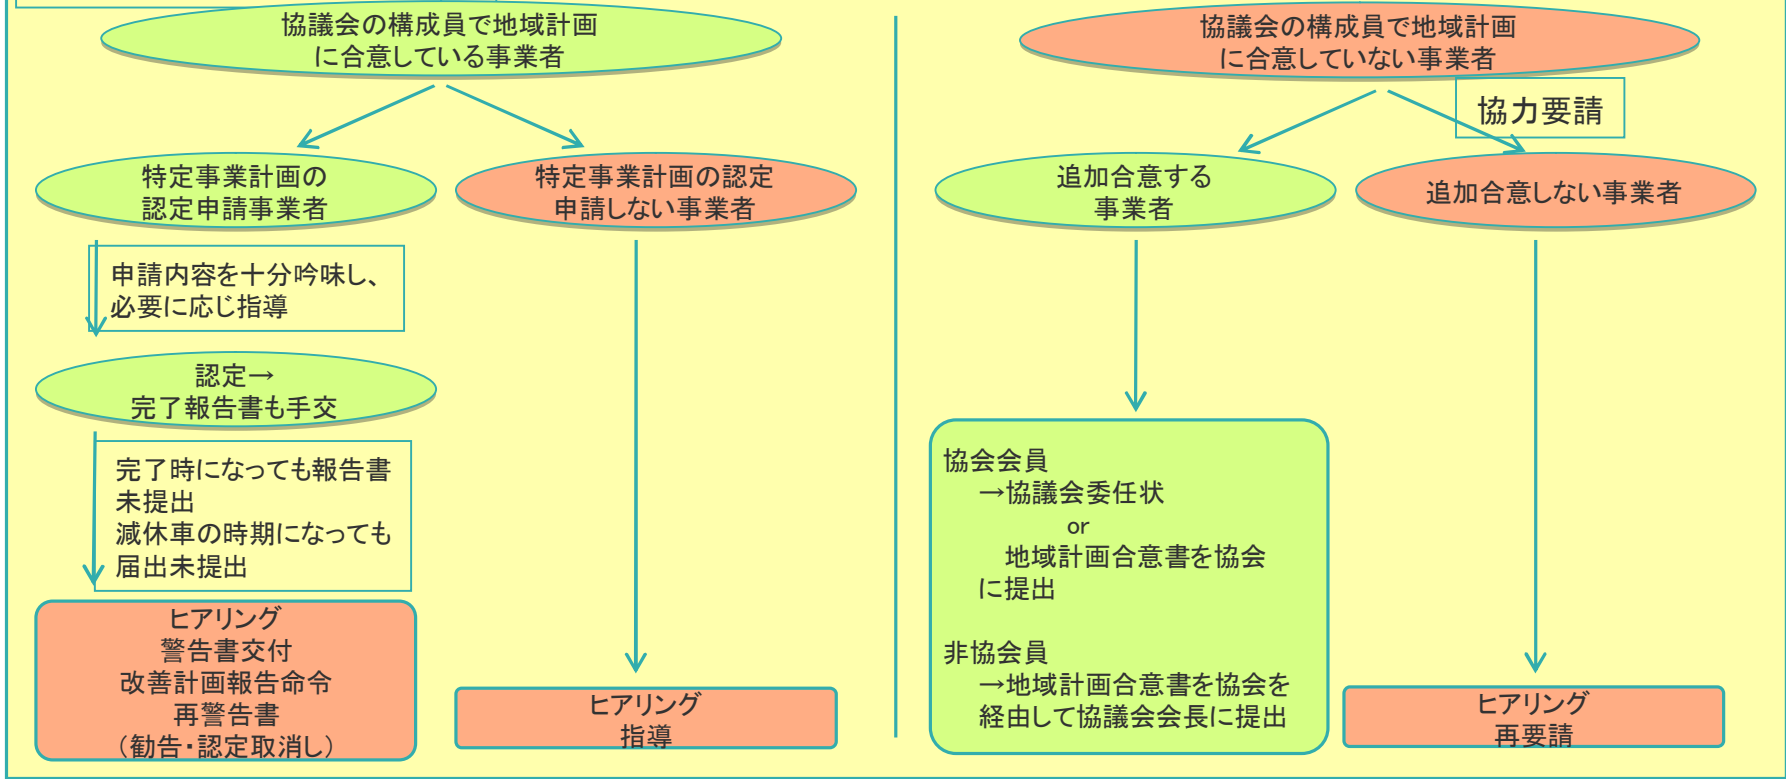 協議会の構成員で地域計画
に合意している事業者
特定事業計画の
認定申請事業者
特定事業計画の認定
申請しない事業者
申請内容を十分吟味し、
必要に応じ指導
認定→
完了報告書も手交
完了時になっても報告書
未提出
減休車の時期になっても
届出未提出
ヒアリング
警告書交付
改善計画報告命令
再警告書
（勧告・認定取消し）
ヒアリング
指導
協議会の構成員で地域計画
に合意していない事業者
協力要請
追加合意する
事業者
追加合意しない事業者
協会会員
→協議会委任状
or
地域計画合意書を協会
に提出
非協会員
→地域計画合意書を協会を
経由して協議会会長に提出
ヒアリング
再要請